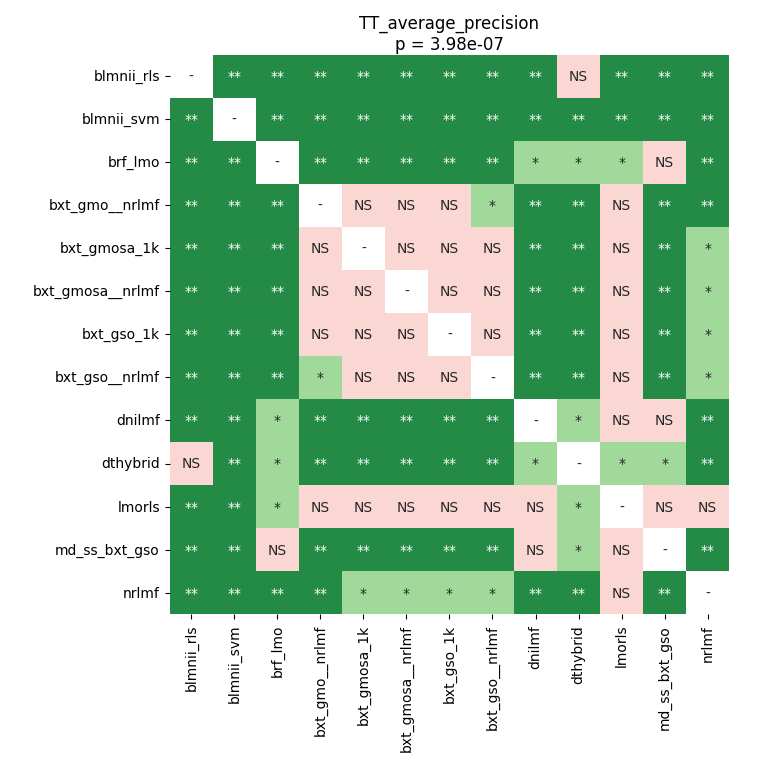 TT_average_precision
p = 3.98e-07
blmnii_rls - ** ** ** ** ** ** ** ** NS ** ** **
blmnii_svm ** - ** ** ** ** ** ** ** ** ** ** **
brf_lmo ** ** - ** ** ** ** ** * * * NS **
bxt_gmo__nrlmf ** ** ** - NS NS NS * ** ** NS ** **
bxt_gmosa_1k ** ** ** NS - NS NS NS ** ** NS ** *
bxt_gmosa__nrlmf ** ** ** NS NS - NS NS ** ** NS ** *
bxt_gso_1k ** ** ** NS NS NS - NS ** ** NS ** *
bxt_gso__nrlmf ** ** ** * NS NS NS - ** ** NS ** *
dnilmf ** ** * ** ** ** ** ** - * NS NS **
dthybrid NS ** * ** ** ** ** ** * - * * **
lmorls ** ** * NS NS NS NS NS NS * - NS NS
md_ss_bxt_gso ** ** NS ** ** ** ** ** NS * NS - **
nrlmf ** ** ** ** * * * * ** ** NS ** -
blmnii_rls
blmnii_svm
brf_lmo
bxt_gmo__nrlmf
bxt_gmosa_1k
bxt_gmosa__nrlmf
bxt_gso_1k
bxt_gso__nrlmf
dnilmf
dthybrid
lmorls
md_ss_bxt_gso
nrlmf